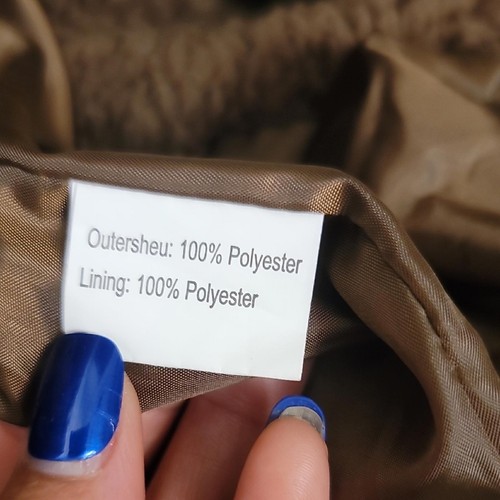 Outersheu: 100% Polyester
Lining: 100% Polyester